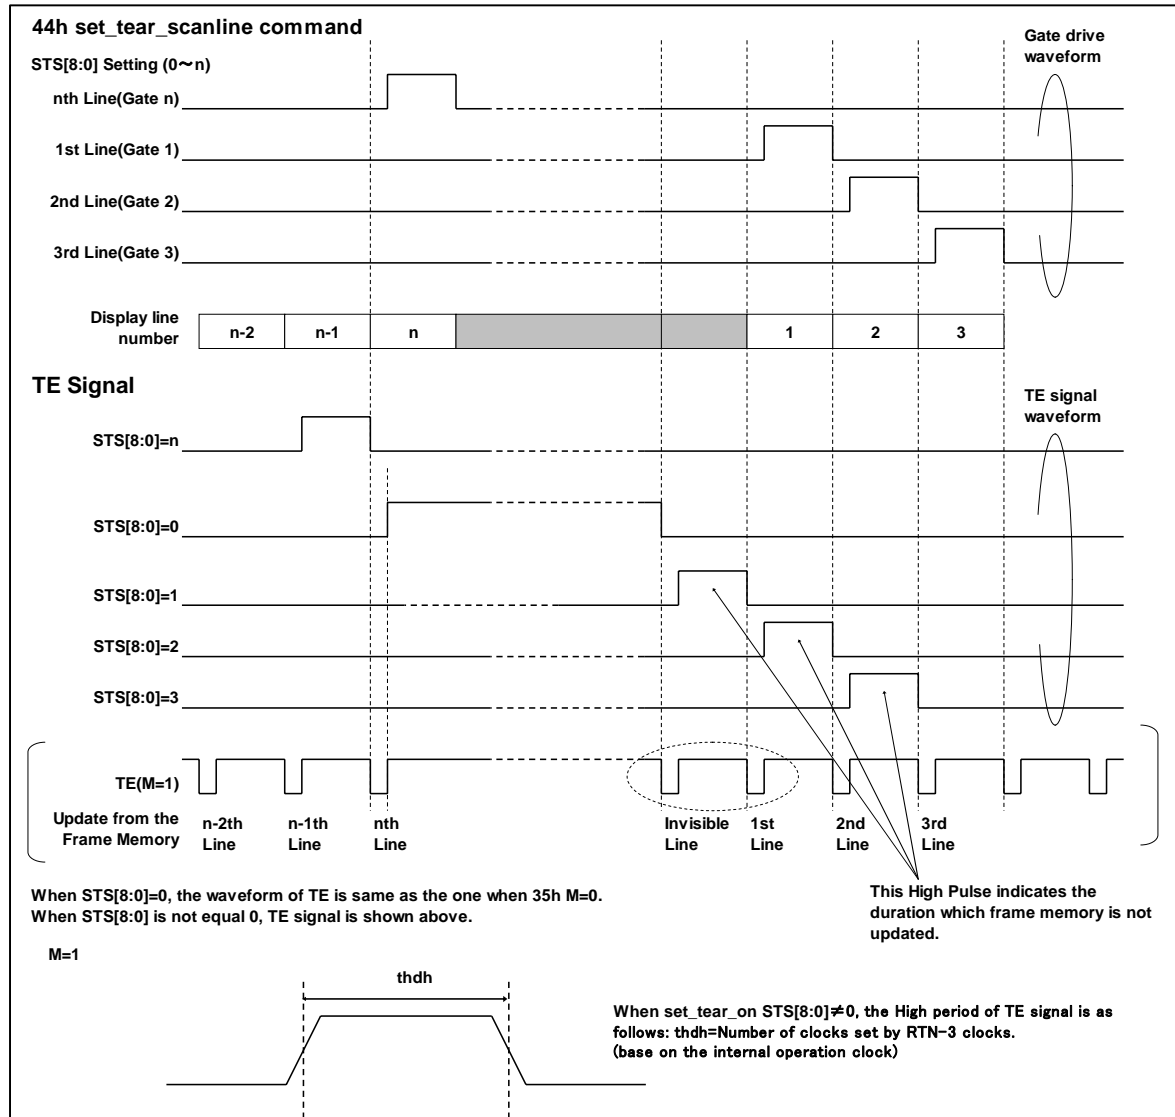 44h set_tear_scanline command
STS[8:0] Setting (0~n)
Gate drive
waveform
nth Line(Gate n)
1st Line(Gate 1)
2nd Line(Gate 2)
3rd Line(Gate 3)
Display line
number
n-2
n-1
n
1
2
3
TE Signal
TE signal
waveform
STS[8:0]=n
STS[8:0]=0
STS[8:0]=1
STS[8:0]=2
STS[8:0]=3
TE(M=1)
Update from the
Frame Memory
n-2th
Line
n-1th
Line
nth
Line
Invisible
Line
1st
Line
2nd
Line
3rd
Line
When STS[8:0]=0, the waveform of TE is same as the one when 35h M=0.
When STS[8:0] is not equal 0, TE signal is shown above.
This High Pulse indicates the
duration which frame memory is not
updated.
M=1
thdh
When set_tear_on STS[8:0]≠0, the High period of TE signal is as
follows: thdh=Number of clocks set by RTN-3 clocks.
(base on the internal operation clock)